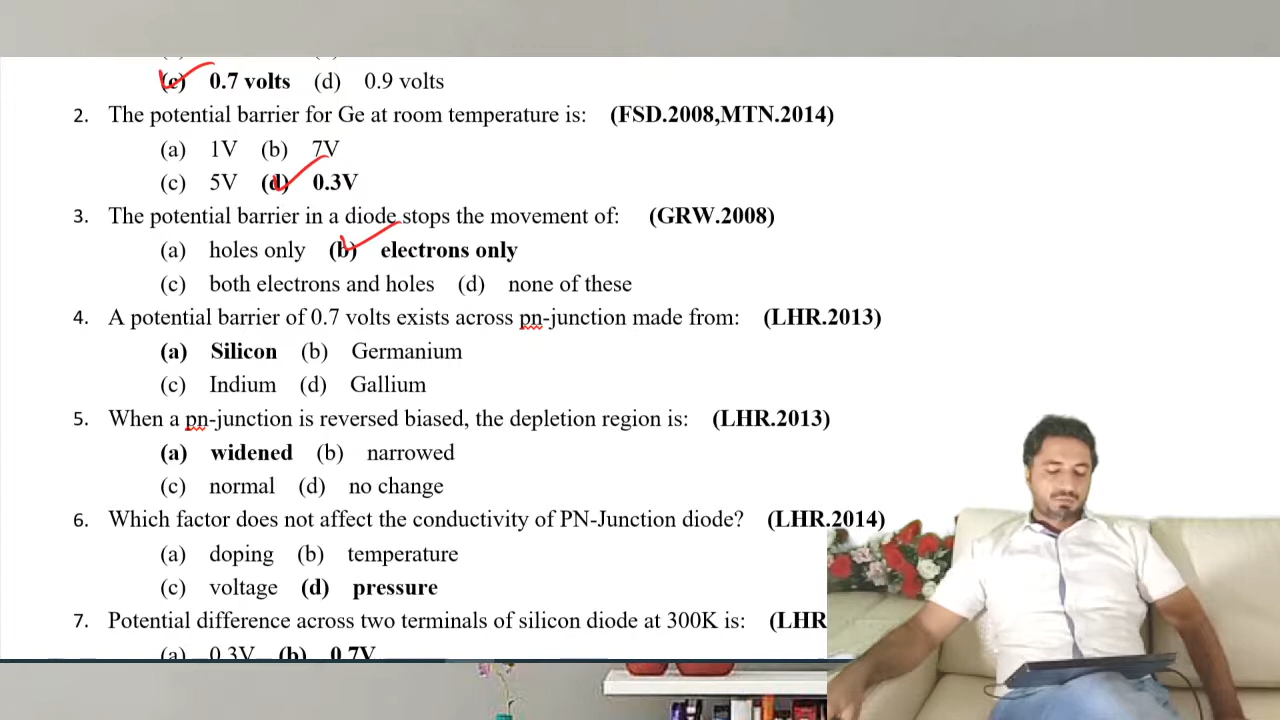 (c) 0.7 volts (d) 0.9 volts
2. The potential barrier for Ge at room temperature is: (FSD.2008,MTN.2014)
(a) 1V (b) 7V
(c) 5V (d) 0.3V
3. The potential barrier in a diode stops the movement of: (GRW.2008)
(a) holes only (b) electrons only
(c) both electrons and holes (d) none of these
4. A potential barrier of 0.7 volts exists across pn-junction made from: (LHR.2013)
(a) Silicon (b) Germanium
(c) Indium (d) Gallium
5. When a pn-junction is reversed biased, the depletion region is: (LHR.2013)
(a) widened (b) narrowed
(c) normal (d) no change
6. Which factor does not affect the conductivity of PN-Junction diode? (LHR.2014)
(a) doping (b) temperature
(c) voltage (d) pressure
7. Potential difference across two terminals of silicon diode at 300K is: (LHR
(a) 0.3V (b) 0.7V